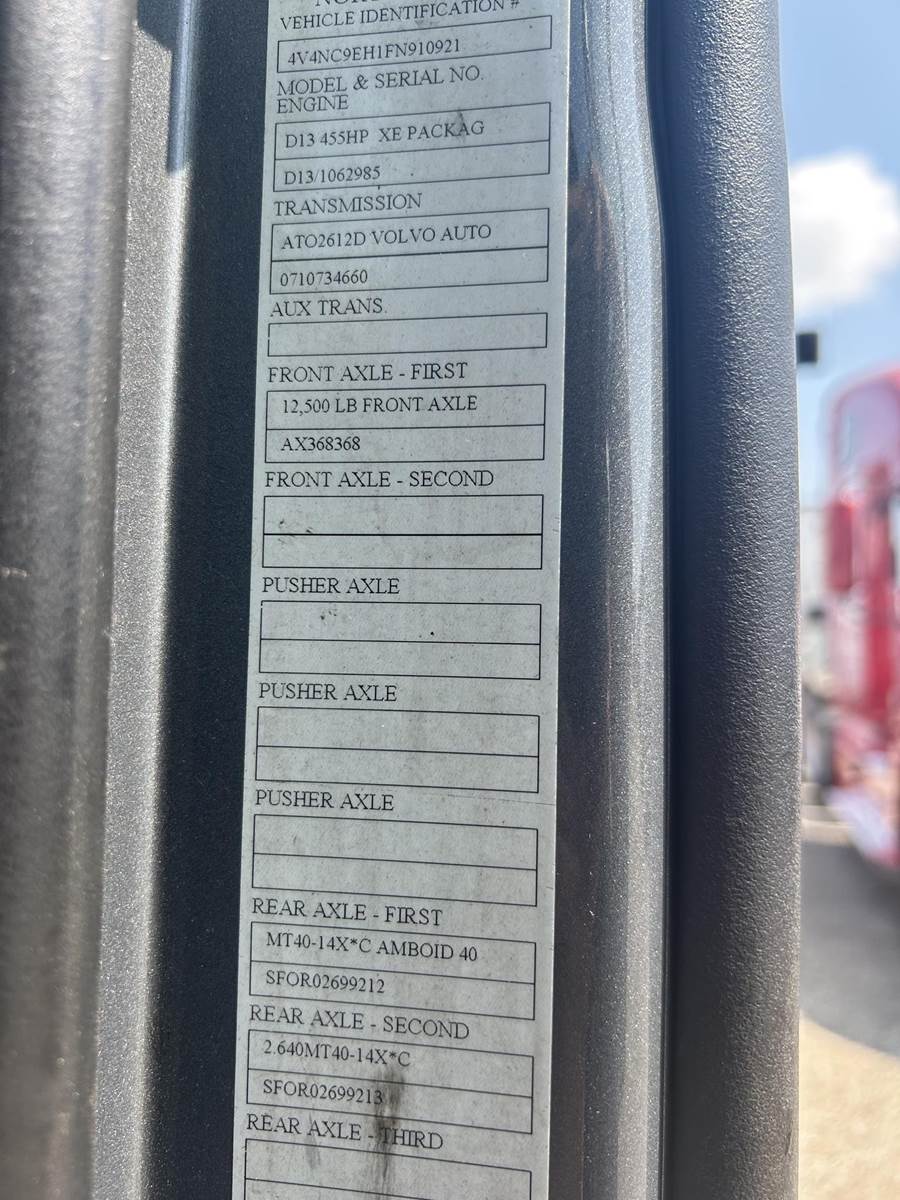 VEHICLE IDENTIFICATION #
4V4NC9EH1FN910921
MODEL & SERIAL NO.
ENGINE
D13 455HP XE PACKAG
D13/1062985
TRANSMISSION
ATO2612D VOLVO AUTO
0710734660
AUX TRANS.
FRONT AXLE - FIRST
12,500 LB FRONT AXLE
AX368368
FRONT AXLE - SECOND
PUSHER AXLE
PUSHER AXLE
PUSHER AXLE
REAR AXLE - FIRST
MT40-14X*C AMBOID 40
SFOR02699212
REAR AXLE - SECOND
2.640MT40-14X*C
SFOR02699213
REAR AXLE - THIRD